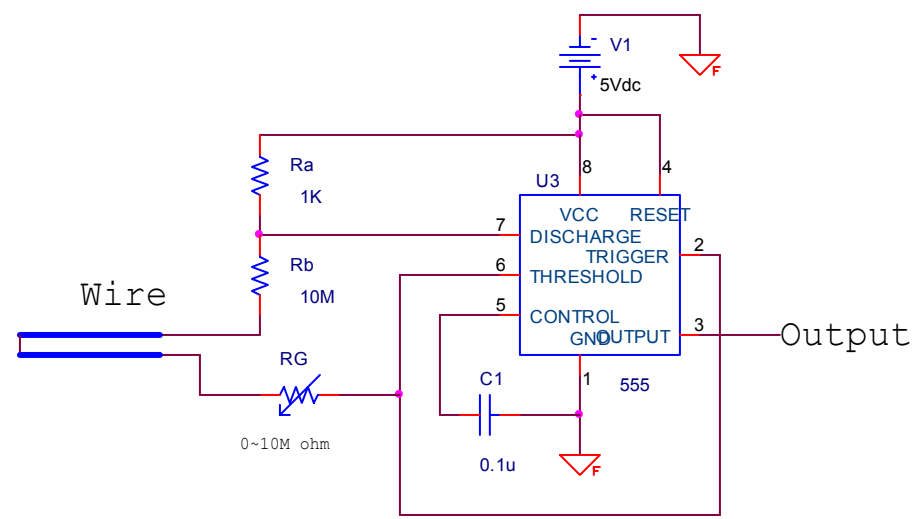 - V1
F
+ 5Vdc
Ra
8
4
1K
U3
VCC
RESET
7
DISCHARGE
2
TRIGGER
Rb
6
THRESHOLD
Wire
10M
5
CONTROL
3
GND
OUTPUT
Output
RG
C1
1
555
0~10M ohm
0.1u
F